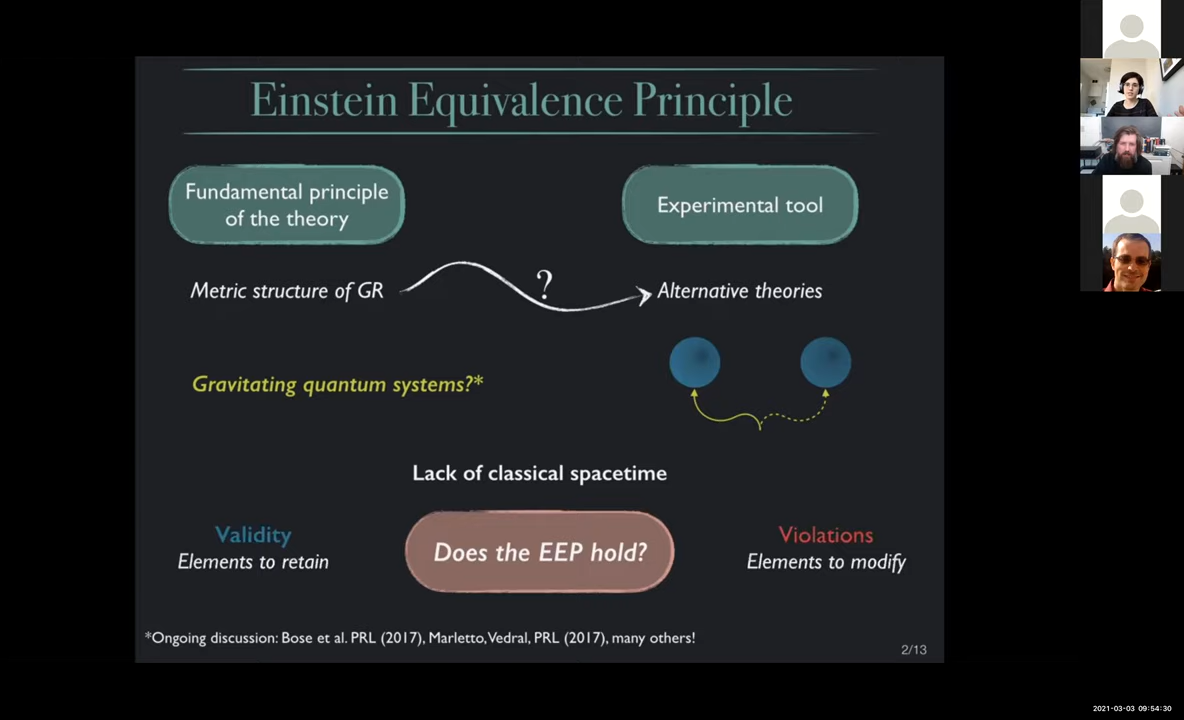 Einstein Equivalence Principle
Fundamental principle
of the theory
Experimental tool
Metric structure of GR
?
Alternative theories
Gravitating quantum systems?*
Lack of classical spacetime
Validity
Elements to retain
Does the EEP hold?
Violations
Elements to modify
*Ongoing discussion: Bose et al. PRL (2017), Marletto,Vedral, PRL (2017), many others!
2/13
2021-03-03 09:54:30